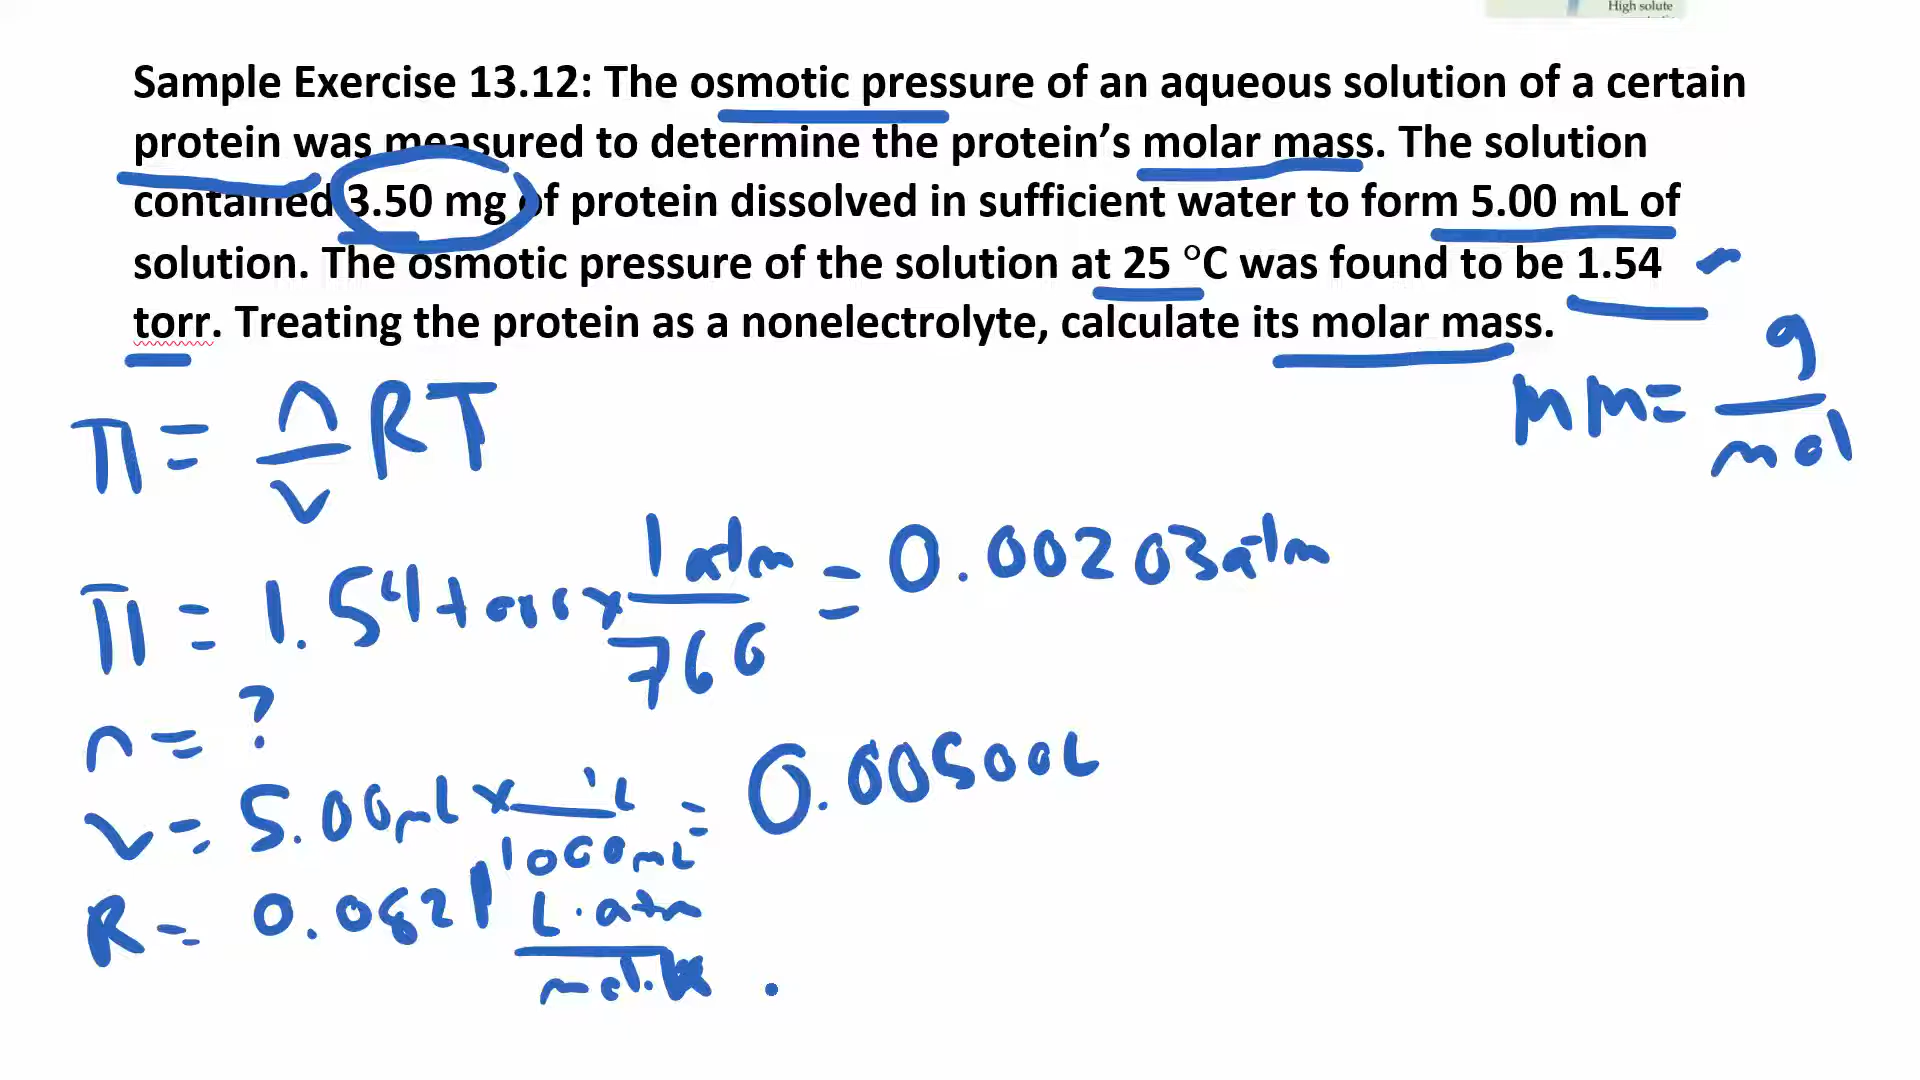 High solute
Sample Exercise 13.12: The osmotic pressure of an aqueous solution of a certain
protein was measured to determine the protein's molar mass. The solution
contained 3.50 mg of protein dissolved in sufficient water to form 5.00 mL of
solution. The osmotic pressure of the solution at 25 °C was found to be 1.54
torr. Treating the protein as a nonelectrolyte, calculate its molar mass.
MM = g/mol
π = n/v RT
π = 1.54 torr x 1 atm/760 = 0.00203 atm
n = ?
v = 5.00 mL x 1L/1000 mL = 0.00500L
R = 0.0821 L·atm/mol·K